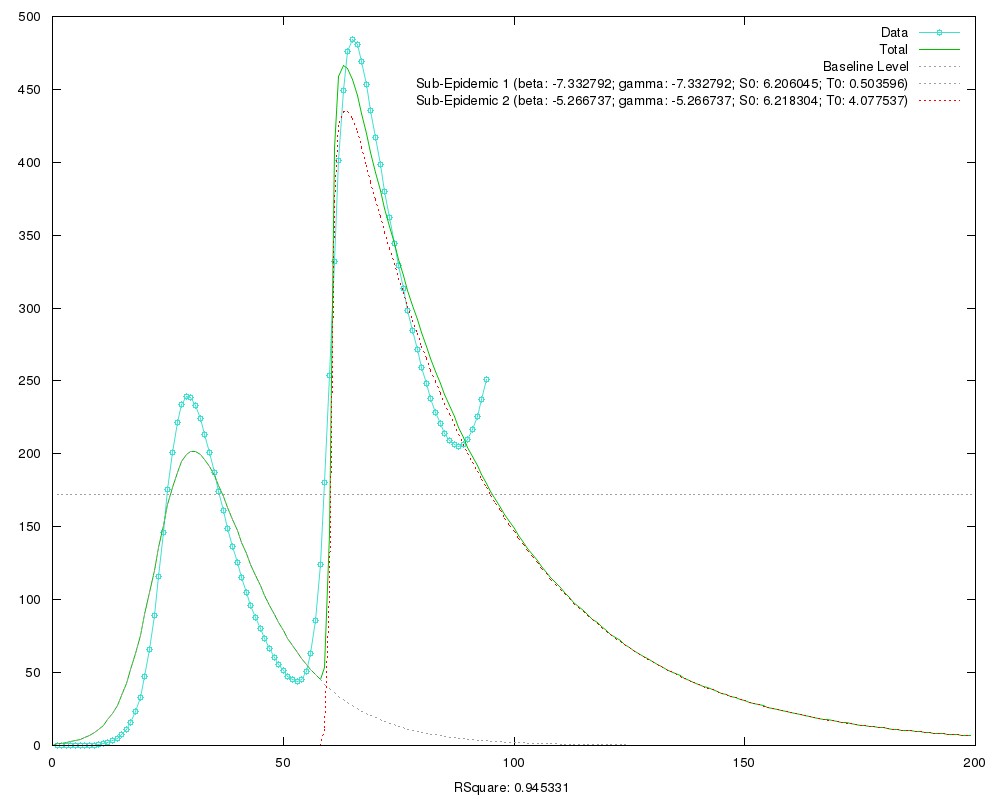 500
450
400
350
300
250
200
150
100
50
0
Data
Total
Baseline Level
Sub-Epidemic 1 (beta: -7.332792; gamma: -7.332792; S0: 6.206045; T0: 0.503596)
Sub-Epidemic 2 (beta: -5.266737; gamma: -5.266737; S0: 6.218304; T0: 4.077537)
0 50 100 150 200
RSquare: 0.945331